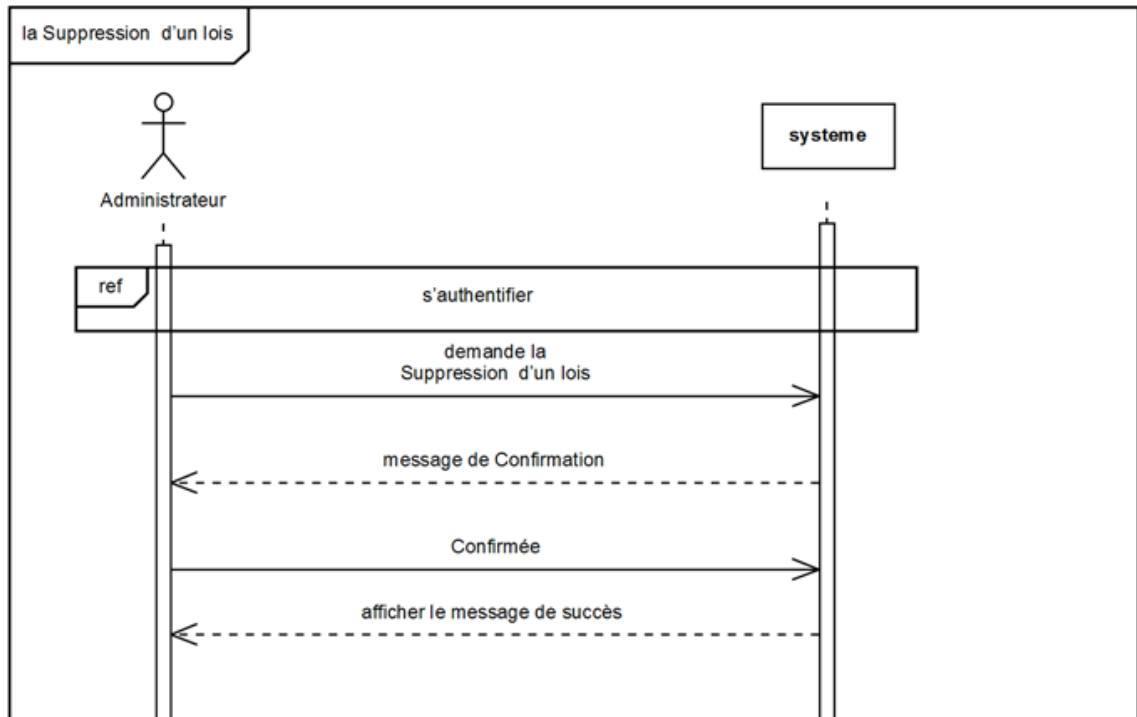 la Suppression  d'un lois
systeme
Administrateur
ref
s'authentifier
demande la
Suppression  d'un lois
message de Confirmation
Confirmée
afficher le message de succès